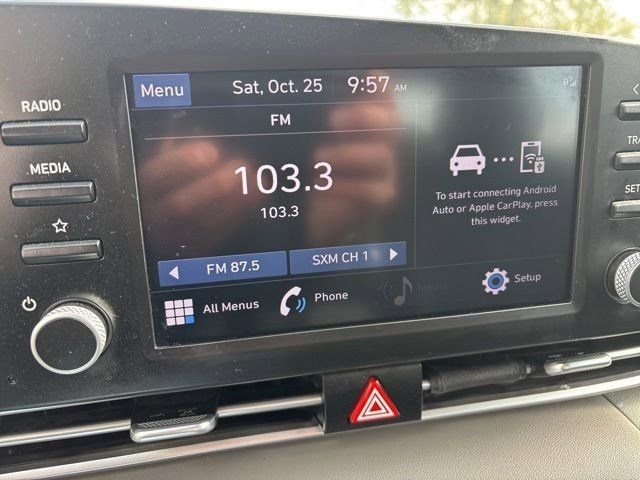 Menu
Sat, Oct. 25
9:57 AM
RADIO
FM
MEDIA
103.3
103.3
To start connecting Android
Auto or Apple CarPlay, press
this widget.
FM 87.5
SXM CH 1
All Menus
Phone
Media
Setup